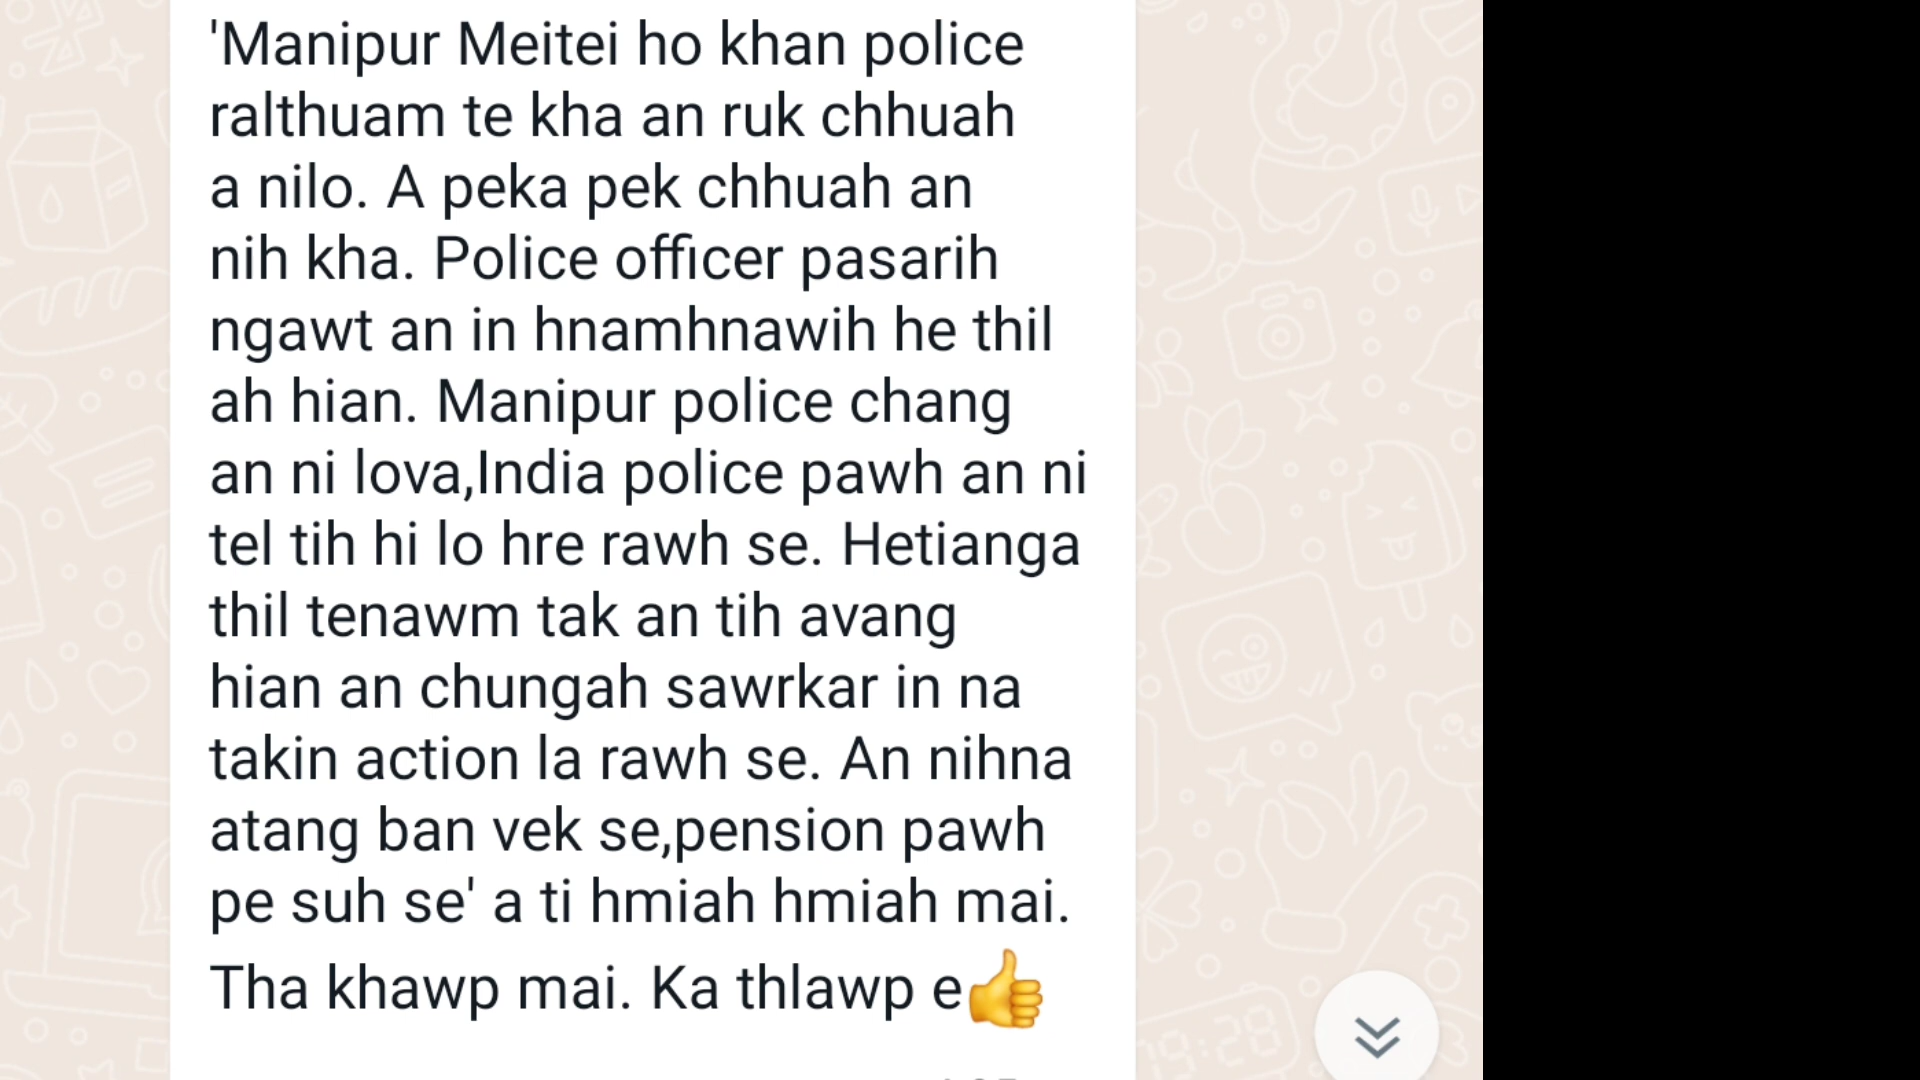 'Manipur Meitei ho khan police
ralthuam te kha an ruk chhuah
a nilo. A peka pek chhuah an
nih kha. Police officer pasarih
ngawt an in hnamhnawih he thil
ah hian. Manipur police chang
an ni lova,India police pawh an ni
tel tih hi lo hre rawh se. Hetianga
thil tenawm tak an tih avang
hian an chungah sawrkar in na
takin action la rawh se. An nihna
atang ban vek se,pension pawh
pe suh se' a ti hmiah hmiah mai.
Tha khawp mai. Ka thlawp e👍